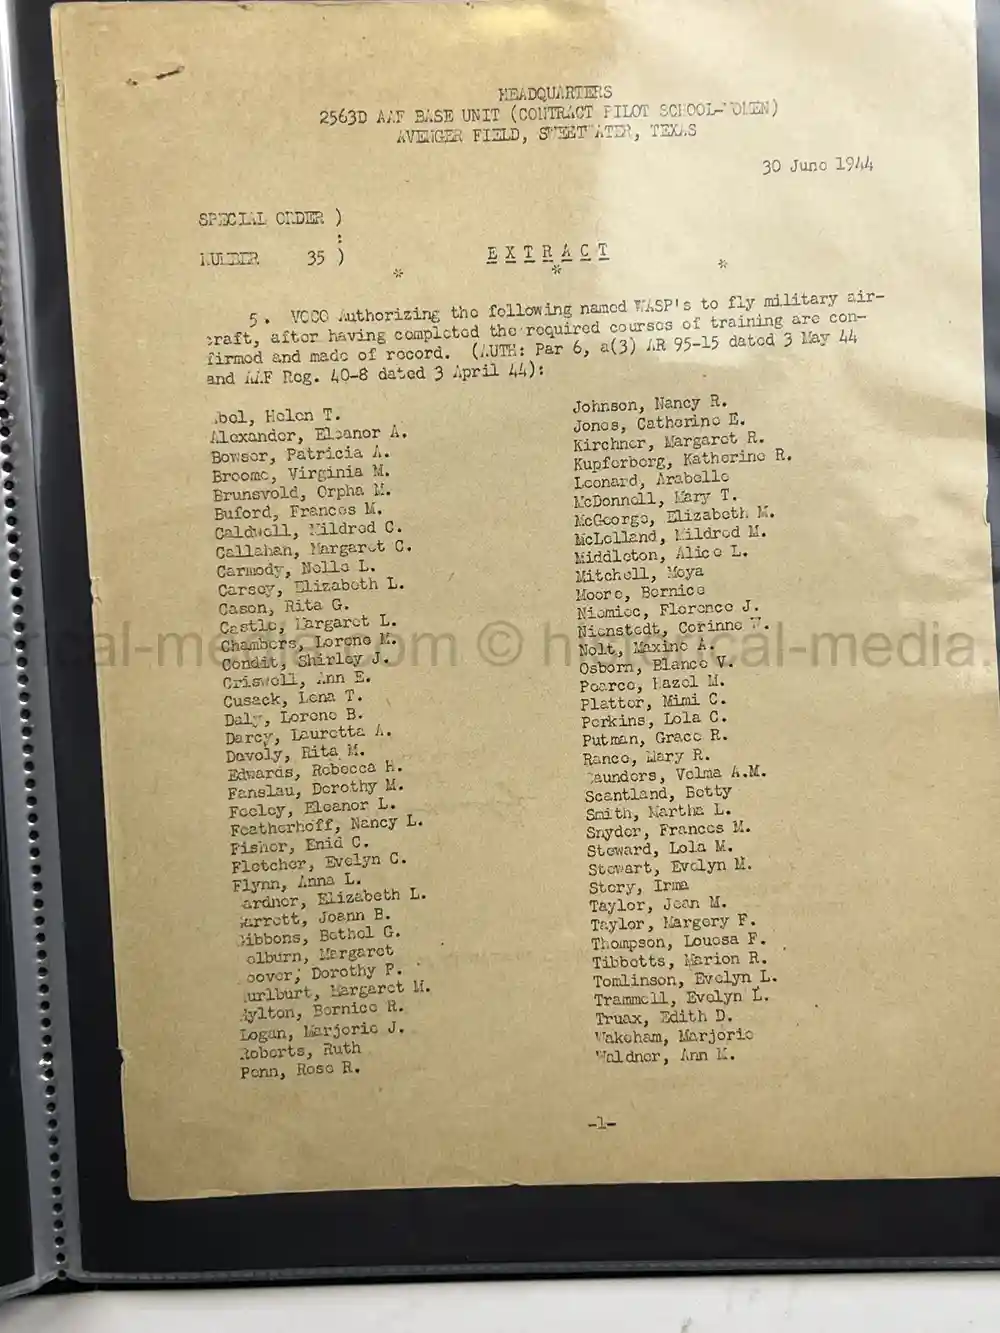 HEADQUARTERS
2563D AAF BASE UNIT (CONTRACT PILOT SCHOOL-WOMEN)
AVENGER FIELD, SWEETWATER, TEXAS
30 June 1944
SPECIAL ORDER )
:
NUMBER 35 )
E X T R A C T
* * *
5. VOCO Authorizing the following named WASP's to fly military air-
craft, after having completed the required courses of training are con-
firmed and made of record. (AUTH: Par 6, a(3) AR 95-15 dated 3 May 44
and AAF Reg. 40-8 dated 3 April 44):
Abel, Helen T.
Alexander, Eleanor A.
Bowser, Patricia A.
Broome, Virginia M.
Brunsvold, Orpha M.
Buford, Frances M.
Caldwell, Mildred C.
Callahan, Margaret C.
Carmody, Nelle L.
Carsey, Elizabeth L.
Cason, Rita G.
Castle, Margaret L.
Chambers, Lorene M.
Condit, Shirley J.
Criswell, Ann E.
Cusack, Lena T.
Daly, Lorene B.
Darcy, Lauretta A.
Davoly, Rita M.
Edwards, Rebecca H.
Fanslau, Dorothy M.
Feeley, Eleanor L.
Featherhoff, Nancy L.
Fisher, Enid C.
Fletcher, Evelyn C.
Flynn, Anna L.
Gardner, Elizabeth L.
Garrett, Joann B.
Gibbons, Bethel G.
olburn, Margaret
Hoover, Dorothy P.
Hurlburt, Margaret M.
Hylton, Bernice R.
Logan, Marjorie J.
Roberts, Ruth
Penn, Rose R.
Johnson, Nancy R.
Jones, Catherine E.
Kirchner, Margaret R.
Kupferberg, Katherine R.
Leonard, Arabelle
McDonnell, Mary T.
McGeorge, Elizabeth M.
McLelland, Mildred M.
Middleton, Alice L.
Mitchell, Moya
Moore, Bernice
Niemiec, Florence J.
Nienstedt, Corinne W.
Nolt, Maxine A.
Osborn, Blance V.
Pearce, Hazel M.
Platter, Mimi C.
Perkins, Lola C.
Putman, Grace R.
Rance, Mary R.
Saunders, Velma A.M.
Scantland, Betty
Smith, Martha L.
Snyder, Frances M.
Steward, Lola M.
Stewart, Evelyn M.
Story, Irma
Taylor, Jean M.
Taylor, Margery F.
Thompson, Louesa F.
Tibbetts, Marion R.
Tomlinson, Evelyn L.
Trammell, Evelyn L.
Truax, Edith D.
Wakeham, Marjorie
Waldner, Ann M.
-1-